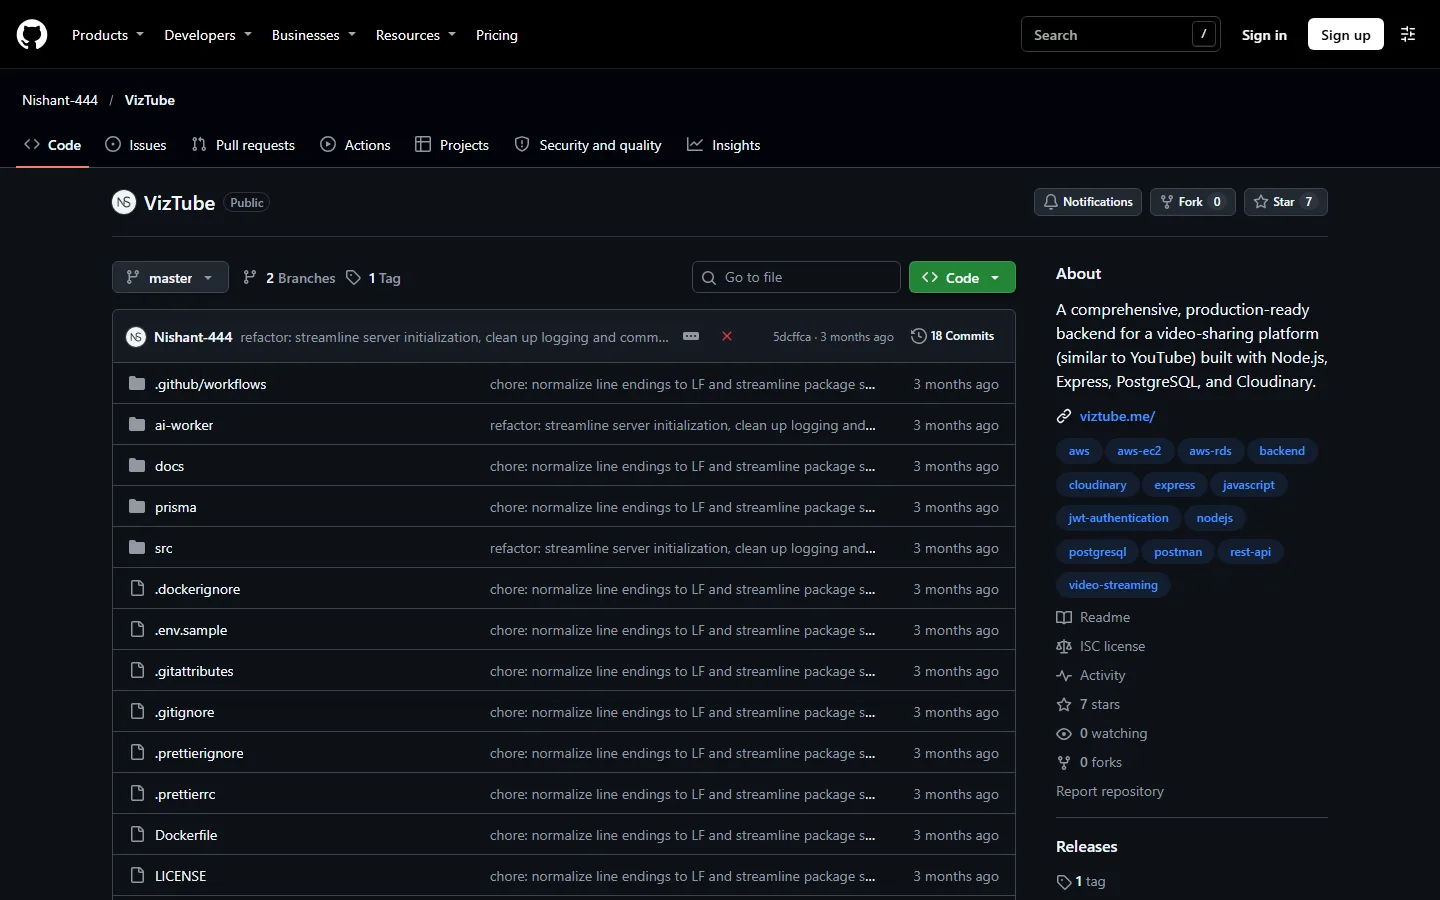 Products Developers Businesses Resources Pricing Search / Sign in Sign up
Nishant-444 / VizTube
Code Issues Pull requests Actions Projects Security and quality Insights
NS VizTube Public Notifications Fork 0 Star 7
master 2 Branches 1 Tag Go to file Code
NS Nishant-444 refactor: streamline server initialization, clean up logging and comm... 5dcffca · 3 months ago 18 Commits
.github/workflows chore: normalize line endings to LF and streamline package s... 3 months ago
ai-worker refactor: streamline server initialization, clean up logging and... 3 months ago
docs chore: normalize line endings to LF and streamline package s... 3 months ago
prisma chore: normalize line endings to LF and streamline package s... 3 months ago
src refactor: streamline server initialization, clean up logging and... 3 months ago
.dockerignore chore: normalize line endings to LF and streamline package s... 3 months ago
.env.sample chore: normalize line endings to LF and streamline package s... 3 months ago
.gitattributes chore: normalize line endings to LF and streamline package s... 3 months ago
.gitignore chore: normalize line endings to LF and streamline package s... 3 months ago
.prettierignore chore: normalize line endings to LF and streamline package s... 3 months ago
.prettierrc chore: normalize line endings to LF and streamline package s... 3 months ago
Dockerfile chore: normalize line endings to LF and streamline package s... 3 months ago
LICENSE chore: normalize line endings to LF and streamline package s... 3 months ago
About
A comprehensive, production-ready
backend for a video-sharing platform
(similar to YouTube) built with Node.js,
Express, PostgreSQL, and Cloudinary.
viztube.me/
aws aws-ec2 aws-rds backend
cloudinary express javascript
jwt-authentication nodejs
postgresql postman rest-api
video-streaming
Readme
ISC license
Activity
7 stars
0 watching
0 forks
Report repository
Releases
1 tag